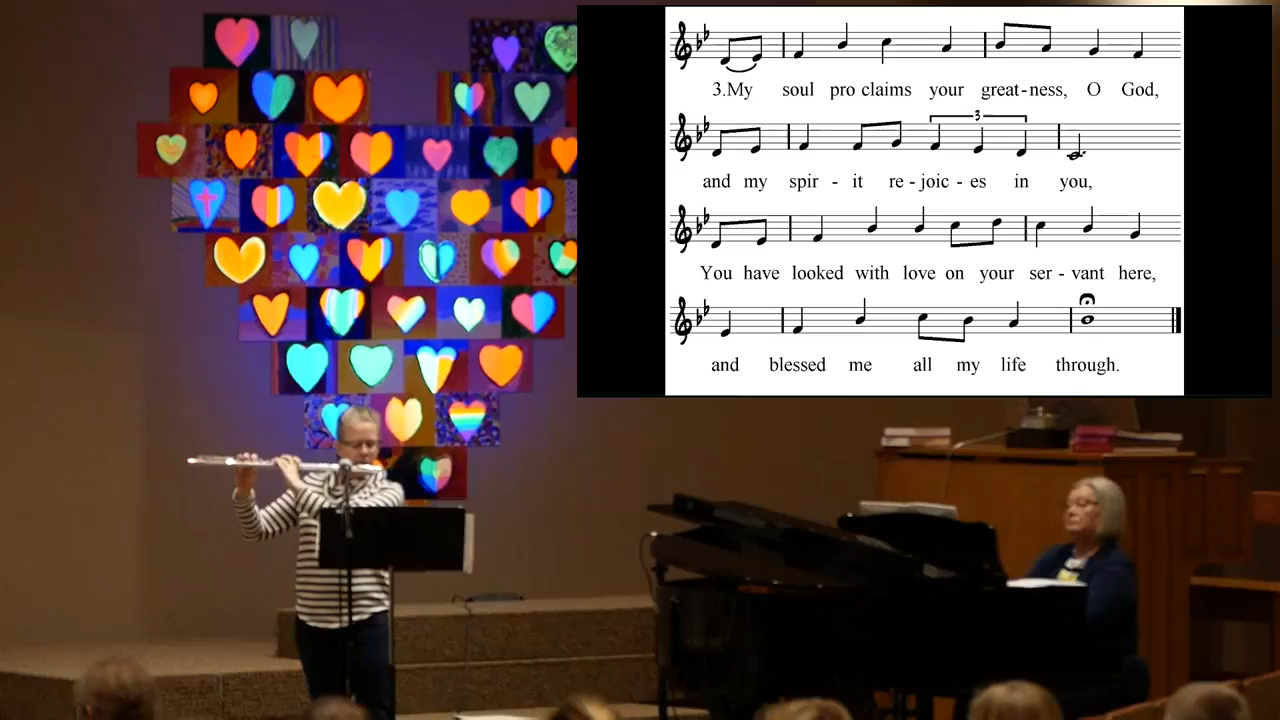 3
3.My soul pro claims your great-ness, O God,
and my spir - it re - joic - es in you,
You have looked with love on your ser - vant here,
and blessed me all my life through.